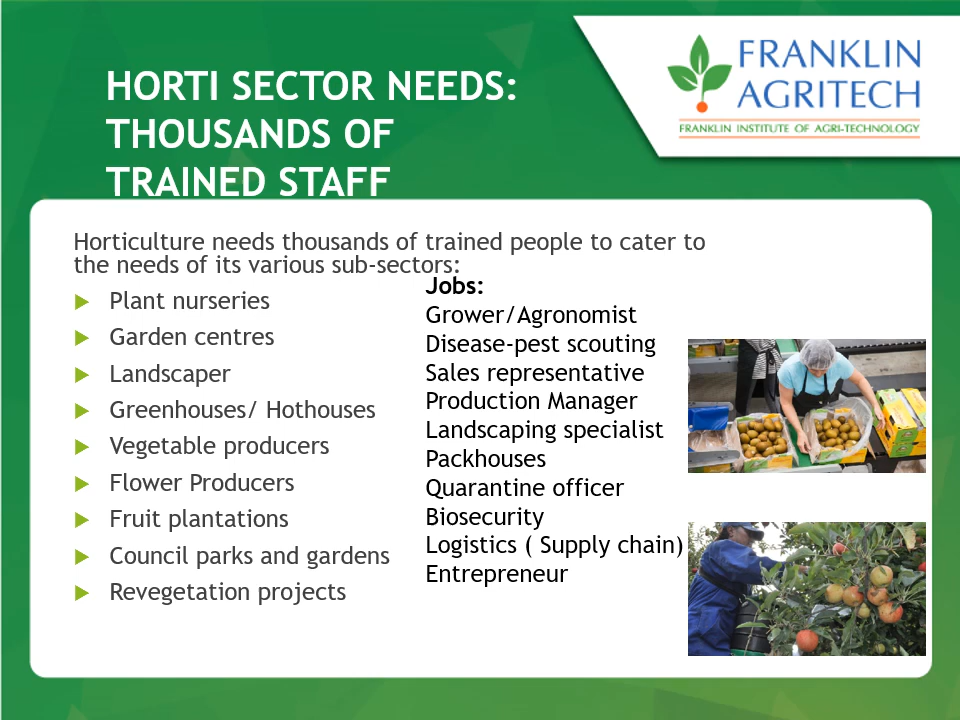 HORTI SECTOR NEEDS:
THOUSANDS OF
TRAINED STAFF
FRANKLIN
AGRITECH
FRANKLIN INSTITUTE OF AGRI-TECHNOLOGY
Horticulture needs thousands of trained people to cater to
the needs of its various sub-sectors:
Plant nurseries
Garden centres
Landscaper
Greenhouses/ Hothouses
Vegetable producers
Flower Producers
Fruit plantations
Council parks and gardens
Revegetation projects
Jobs:
Grower/Agronomist
Disease-pest scouting
Sales representative
Production Manager
Landscaping specialist
Packhouses
Quarantine officer
Biosecurity
Logistics ( Supply chain)
Entrepreneur